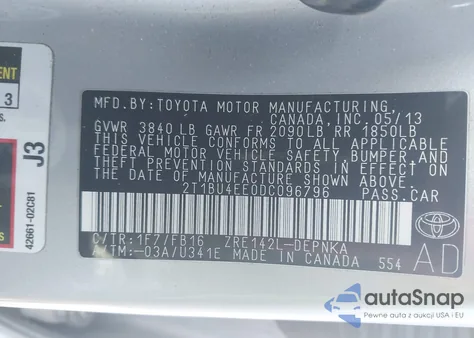 ENT
3
S.
J3
42661-02C81
MFD.BY:TOYOTA MOTOR MANUFACTURING,
CANADA,INC.05/13
GVWR 3840 LB GAWR FR 2090LB RR 1850LB
THIS VEHICLE CONFORMS TO ALL APPLICABLE
FEDERAL MOTOR VEHICLE SAFETY,BUMPER,AND
THEFT PREVENTION STANDARDS IN EFFECT ON
THE DATE OF MANUFACTURE SHOWN ABOVE.
2T1BU4EE0DC096796 PASS.CAR
C/TR:1F7/FB16 ZRE142L-DEPNKA
A/TM:-03A/U341E MADE IN CANADA 554
TOYOTA
AD
autoSnap
Pewne auta z aukcji USA i EU